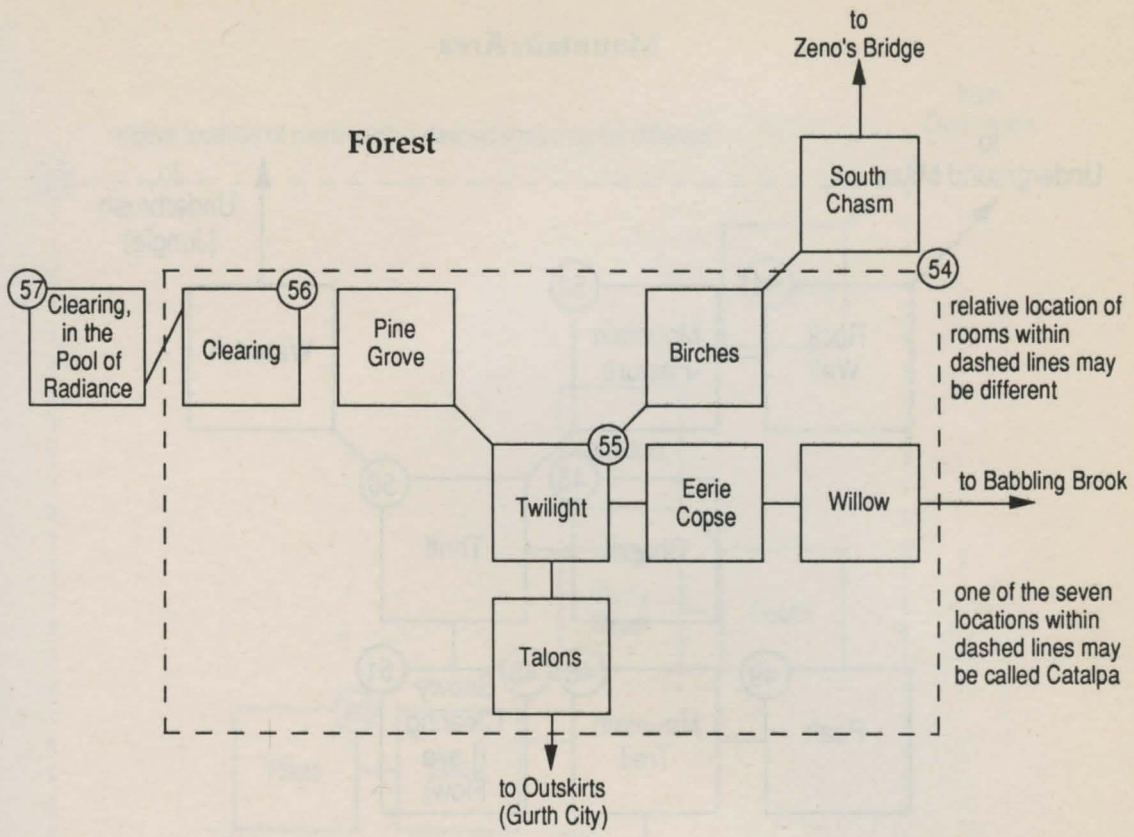 to
Zeno's Bridge
Forest
South
Chasm
54
57
Clearing,
in the
Pool of
Radiance
56
Clearing
Pine
Grove
Birches
relative location of
rooms within
dashed lines may
be different
55
Twilight
Eerie
Copse
Willow
to Babbling Brook
Talons
one of the seven
locations within
dashed lines may
be called Catalpa
to Outskirts
(Gurth City)